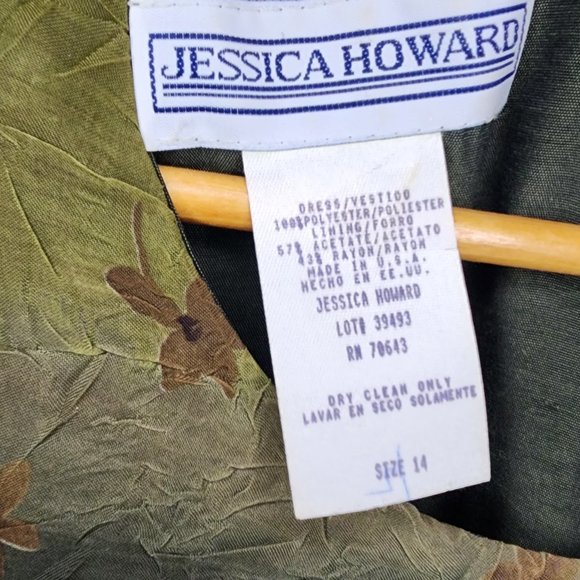 JESSICA HOWARD
DRESS/VESTIDO
100%POLYESTER/POLIESTER
LINING/FORRO
57% ACETATE/ACETATO
43% RAYON/RAYON
MADE IN U.S.A.
HECHO EN EE.UU.
JESSICA HOWARD
LOT# 39493
RN 70643
DRY CLEAN ONLY
LAVAR EN SECO SOLAMENTE
SIZE 14